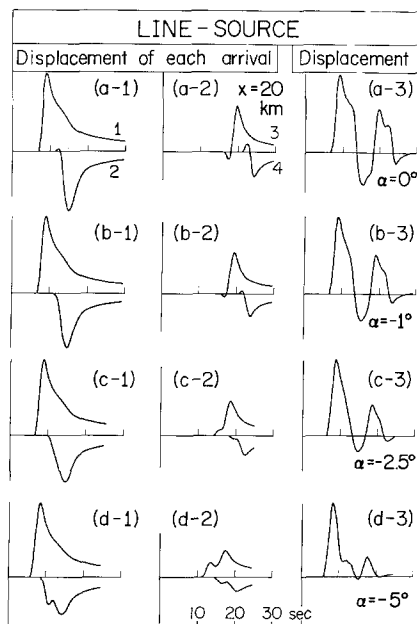 LINE-SOURCE
Displacement of each arrival
Displacement
(a-1)
(a-2)
x=20
km
(a-3)
1
2
3
4
α=0°
(b-1)
(b-2)
(b-3)
α=-1°
(c-1)
(c-2)
(c-3)
α=-2.5°
(d-1)
(d-2)
(d-3)
α=-5°
10 20 30 sec